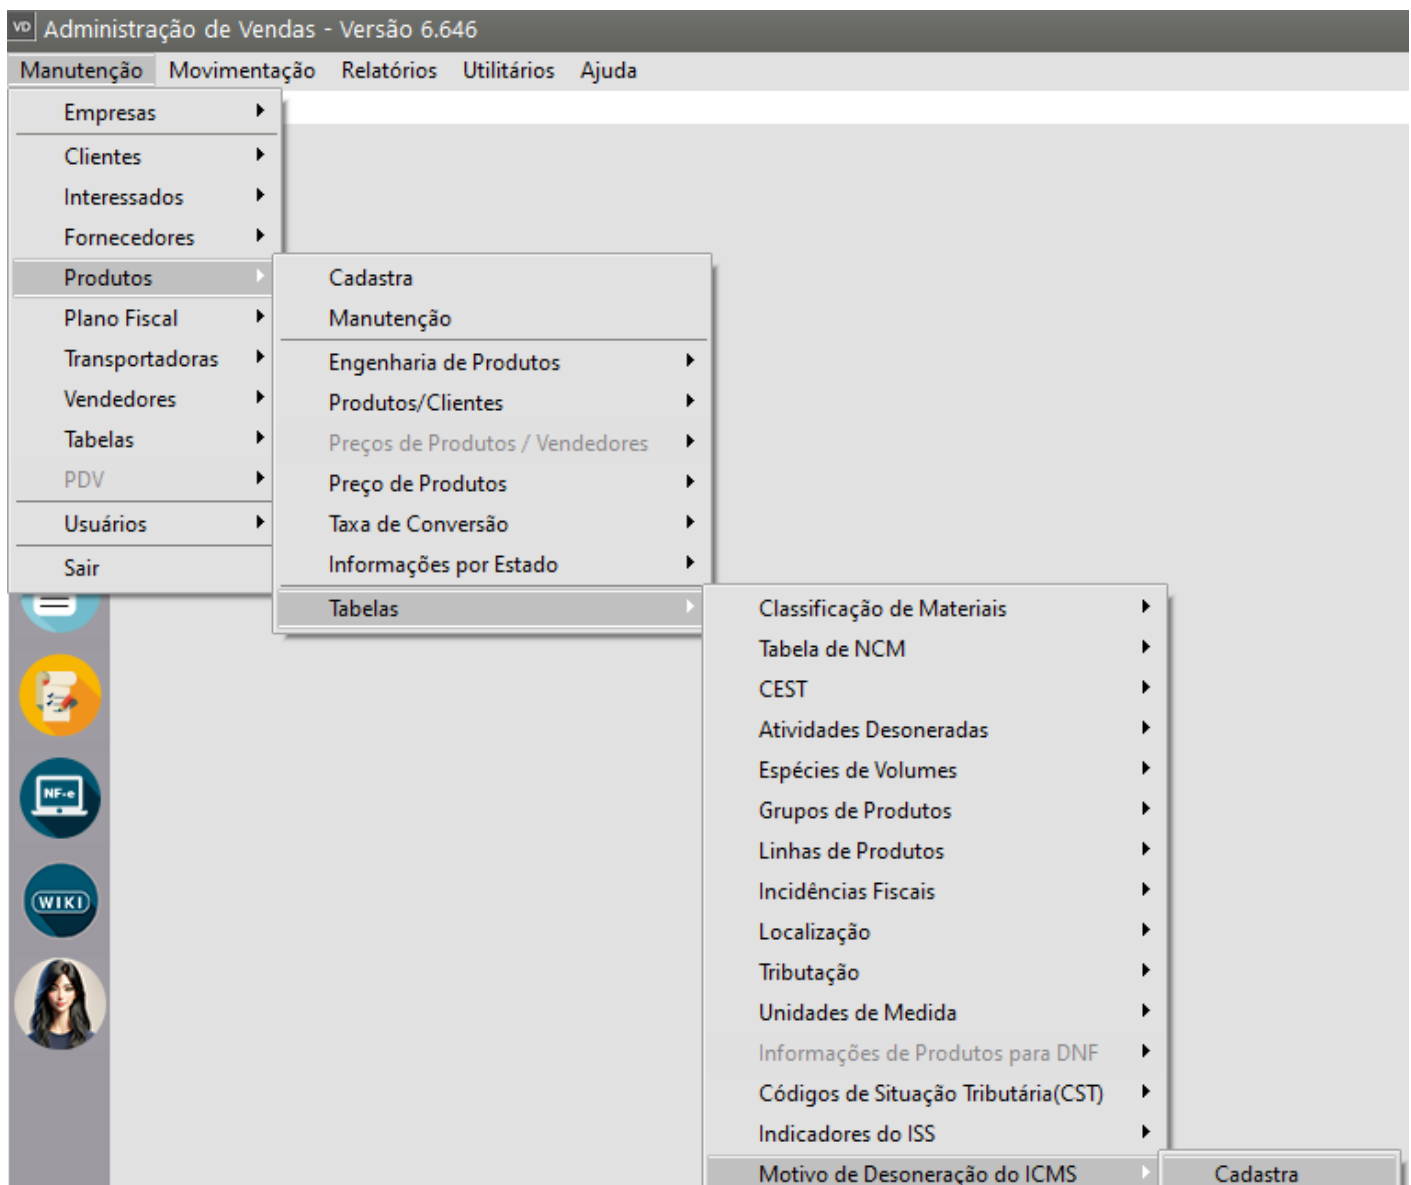 VD Administração de Vendas - Versão 6.646
Manutenção Movimentação Relatórios Utilitários Ajuda
Empresas
Clientes
Interessados
Fornecedores
Produtos
Plano Fiscal
Transportadoras
Vendedores
Tabelas
PDV
Usuários
Sair
Cadastra
Manutenção
Engenharia de Produtos
Produtos/Clientes
Preços de Produtos / Vendedores
Preço de Produtos
Taxa de Conversão
Informações por Estado
Tabelas
Classificação de Materiais
Tabela de NCM
CEST
Atividades Desoneradas
Espécies de Volumes
Grupos de Produtos
Linhas de Produtos
Incidências Fiscais
Localização
Tributação
Unidades de Medida
Informações de Produtos para DNF
Códigos de Situação Tributária(CST)
Indicadores do ISS
Motivo de Desoneração do ICMS
Cadastra
NF-e
WIKI